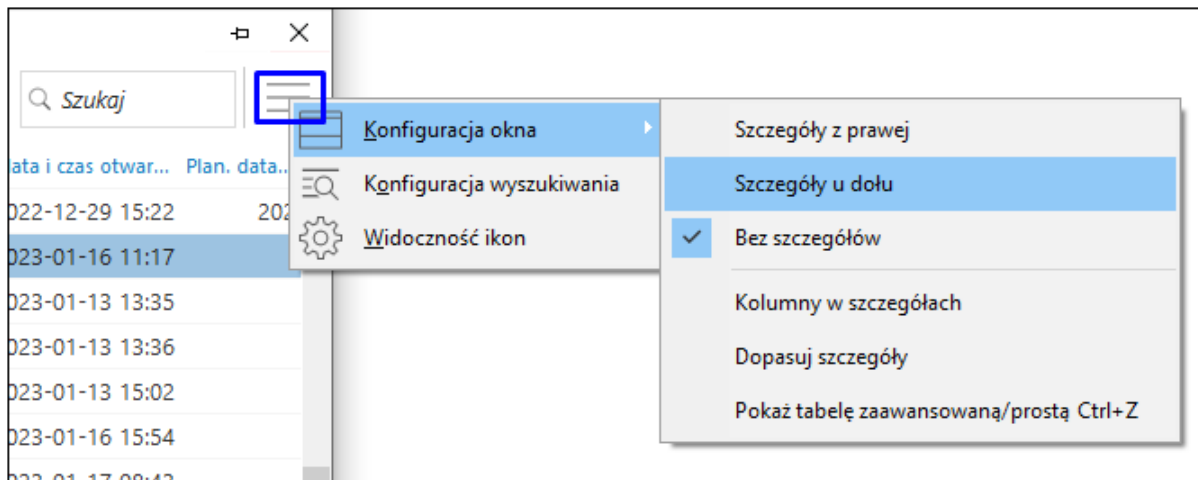 Szukaj
ata i czas otwar... Plan. data...
022-12-29 15:22 202
023-01-16 11:17
023-01-13 13:35
023-01-13 13:36
023-01-13 15:02
023-01-16 15:54
Konfiguracja okna
Konfiguracja wyszukiwania
Widoczność ikon
Szczegóły z prawej
Szczegóły u dołu
Bez szczegółów
Kolumny w szczegółach
Dopasuj szczegóły
Pokaż tabelę zaawansowaną/prostą Ctrl+Z